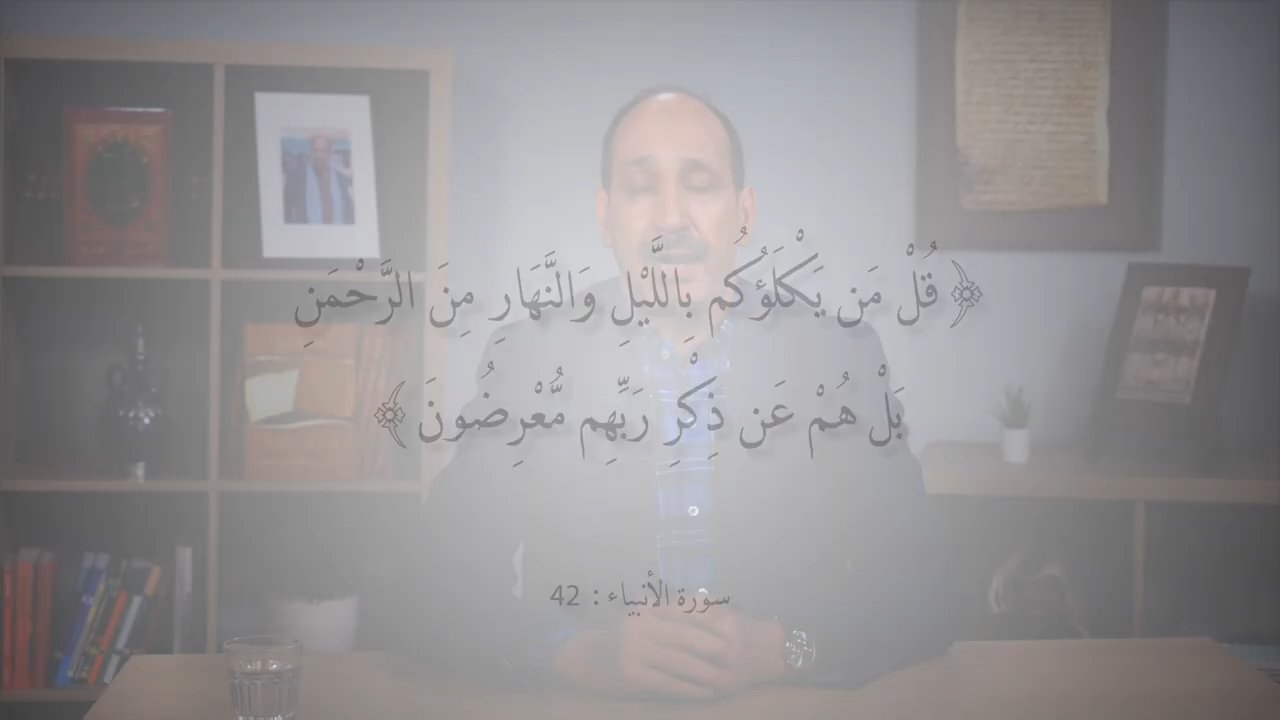 ﴿قُلْ مَن يَكْلَؤُكُم بِاللَّيْلِ وَالنَّهَارِ مِنَ الرَّحْمَنِ
بَلْ هُمْ عَن ذِكْرِ رَبِّهِم مُّعْرِضُونَ﴾
سورة الأنبياء : 42